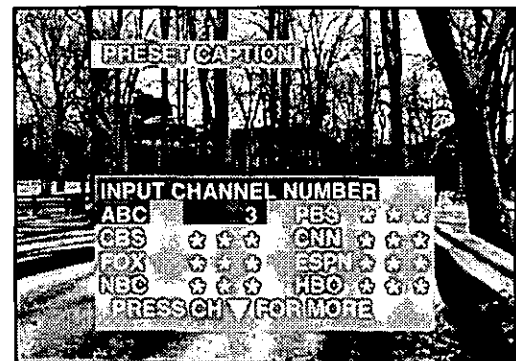 PRESET CAPTION
INPUT CHANNEL NUMBER
ABC 3 PBS * * *
CBS * * * CNN * * *
FOX * * * ESPN * * *
NBC * * * HBO * * *
PRESS CH ▽ FOR MORE